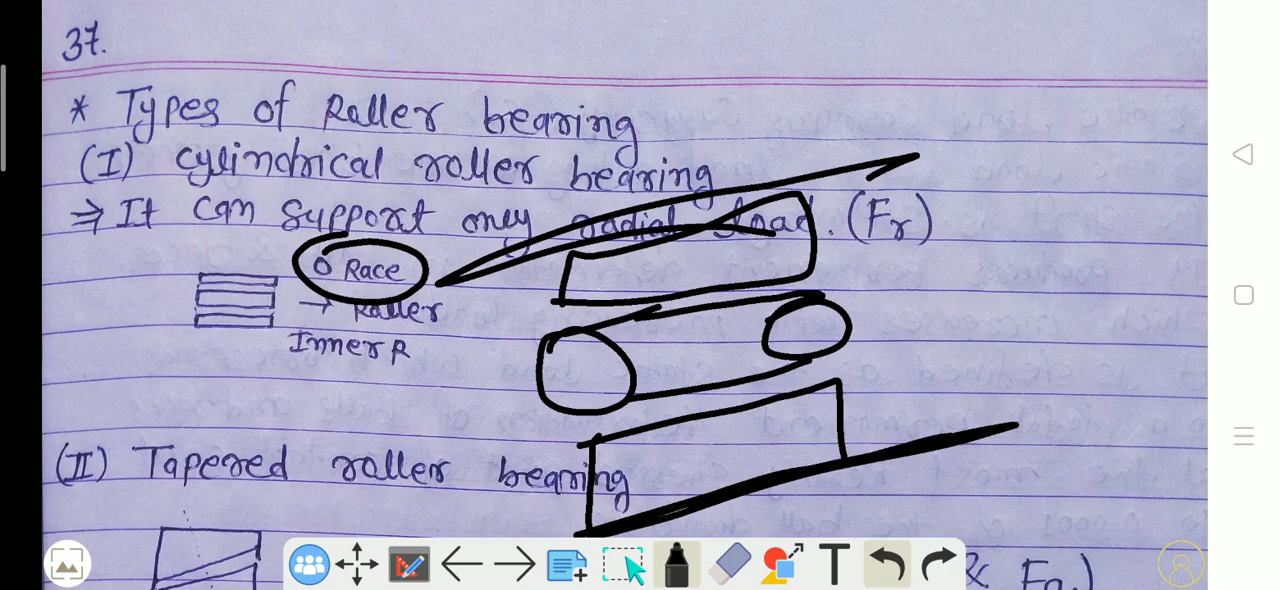 37.
* Types of Roller bearing
(I) cylindrical roller bearing
⇒ It can support only radial load. (Fr)
O Race
→ Roller
Inner R
(II) Tapered roller bearing
& Fa)
T